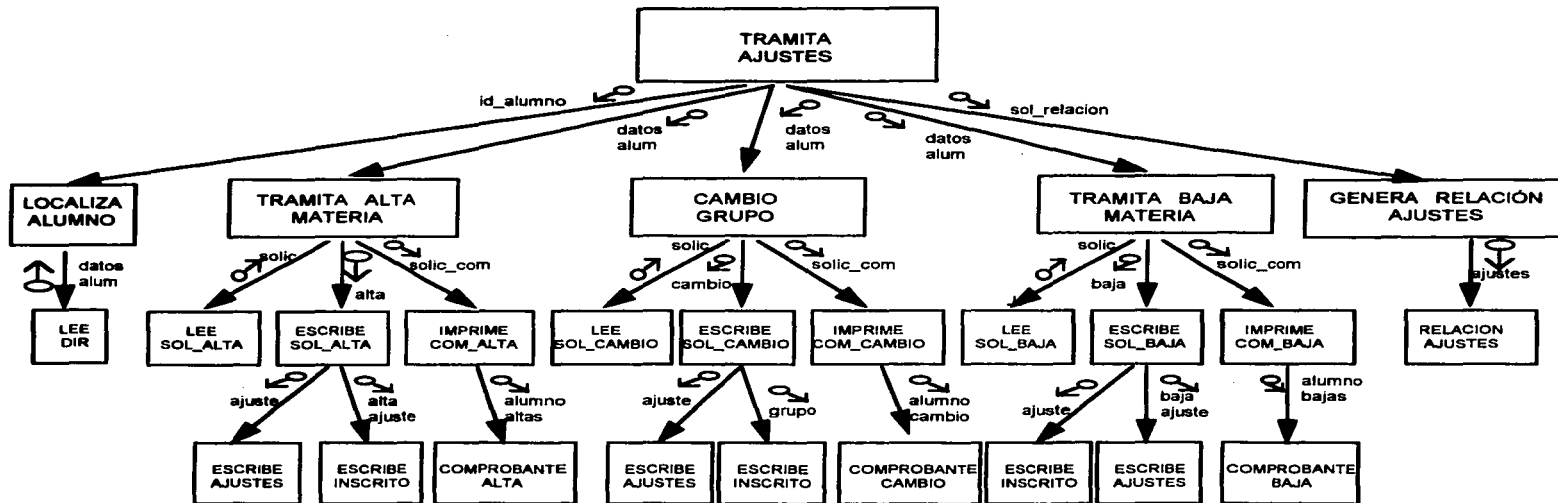 TRAMITA
AJUSTES
id_alumno
sol_relacion
datos
alum
datos
alum
datos
alum
LOCALIZA
ALUMNO
TRAMITA ALTA
MATERIA
CAMBIO
GRUPO
TRAMITA BAJA
MATERIA
GENERA RELACIÓN
AJUSTES
datos
alum
solic
alta
solic_com
solic
cambio
solic_com
solic
baja
solic_com
ajustes
LEE
DIR
LEE
SOL_ALTA
ESCRIBE
SOL_ALTA
IMPRIME
COM_ALTA
LEE
SOL_CAMBIO
ESCRIBE
SOL_CAMBIO
IMPRIME
COM_CAMBIO
LEE
SOL_BAJA
ESCRIBE
SOL_BAJA
IMPRIME
COM_BAJA
RELACION
AJUSTES
ajuste
alta
ajuste
alumno
altas
ajuste
grupo
alumno
cambio
ajuste
baja
ajuste
alumno
bajas
ESCRIBE
AJUSTES
ESCRIBE
INSCRITO
COMPROBANTE
ALTA
ESCRIBE
AJUSTES
ESCRIBE
INSCRITO
COMPROBANTE
CAMBIO
ESCRIBE
INSCRITO
ESCRIBE
AJUSTES
COMPROBANTE
BAJA